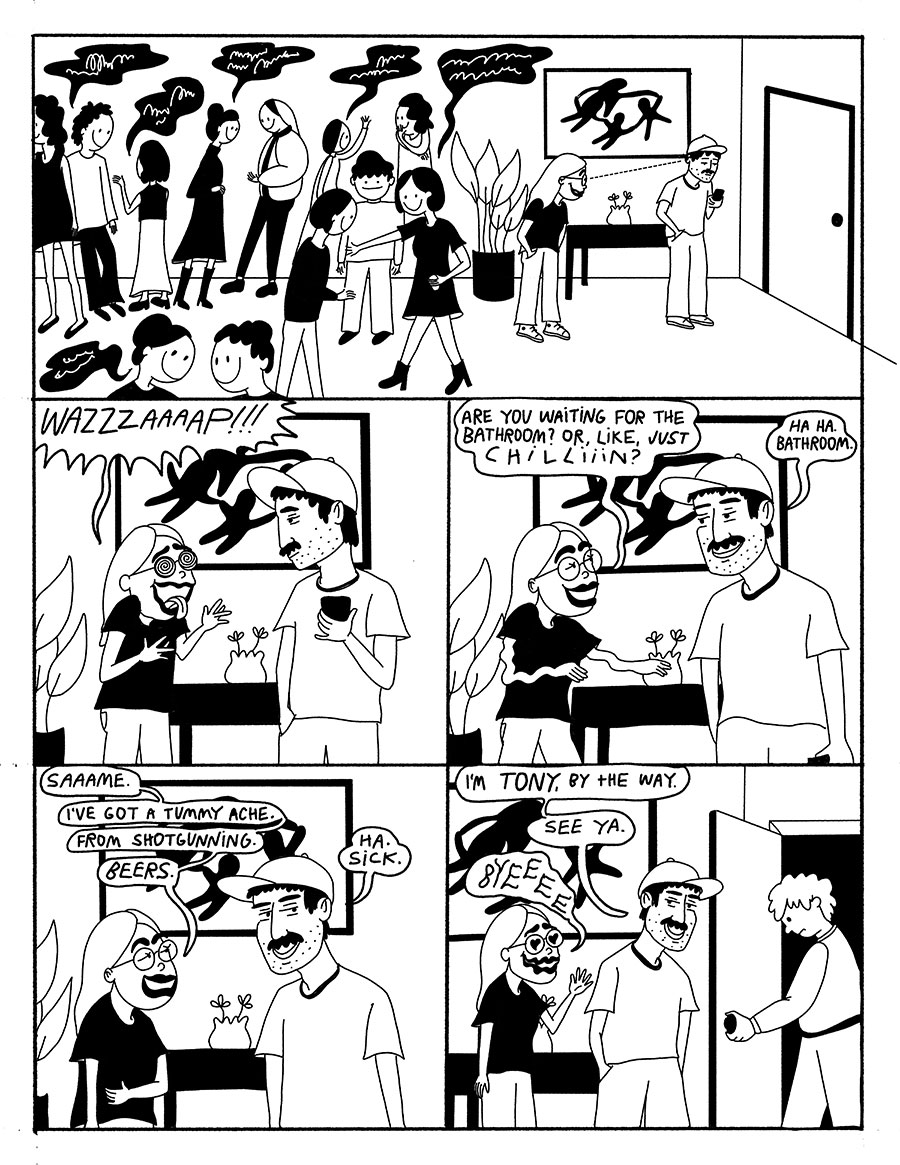 WAZZZAAAAP!!!
ARE YOU WAITING FOR THE
BATHROOM? OR, LIKE, JUST
CHiLLiiiN?
HA HA.
BATHROOM.
SAAAME.
I'VE GOT A TUMMY ACHE.
FROM SHOTGUNNING.
BEERS.
HA.
SiCK.
I'M TONY, BY tHE WAY.
SEE YA.
BYEEEE